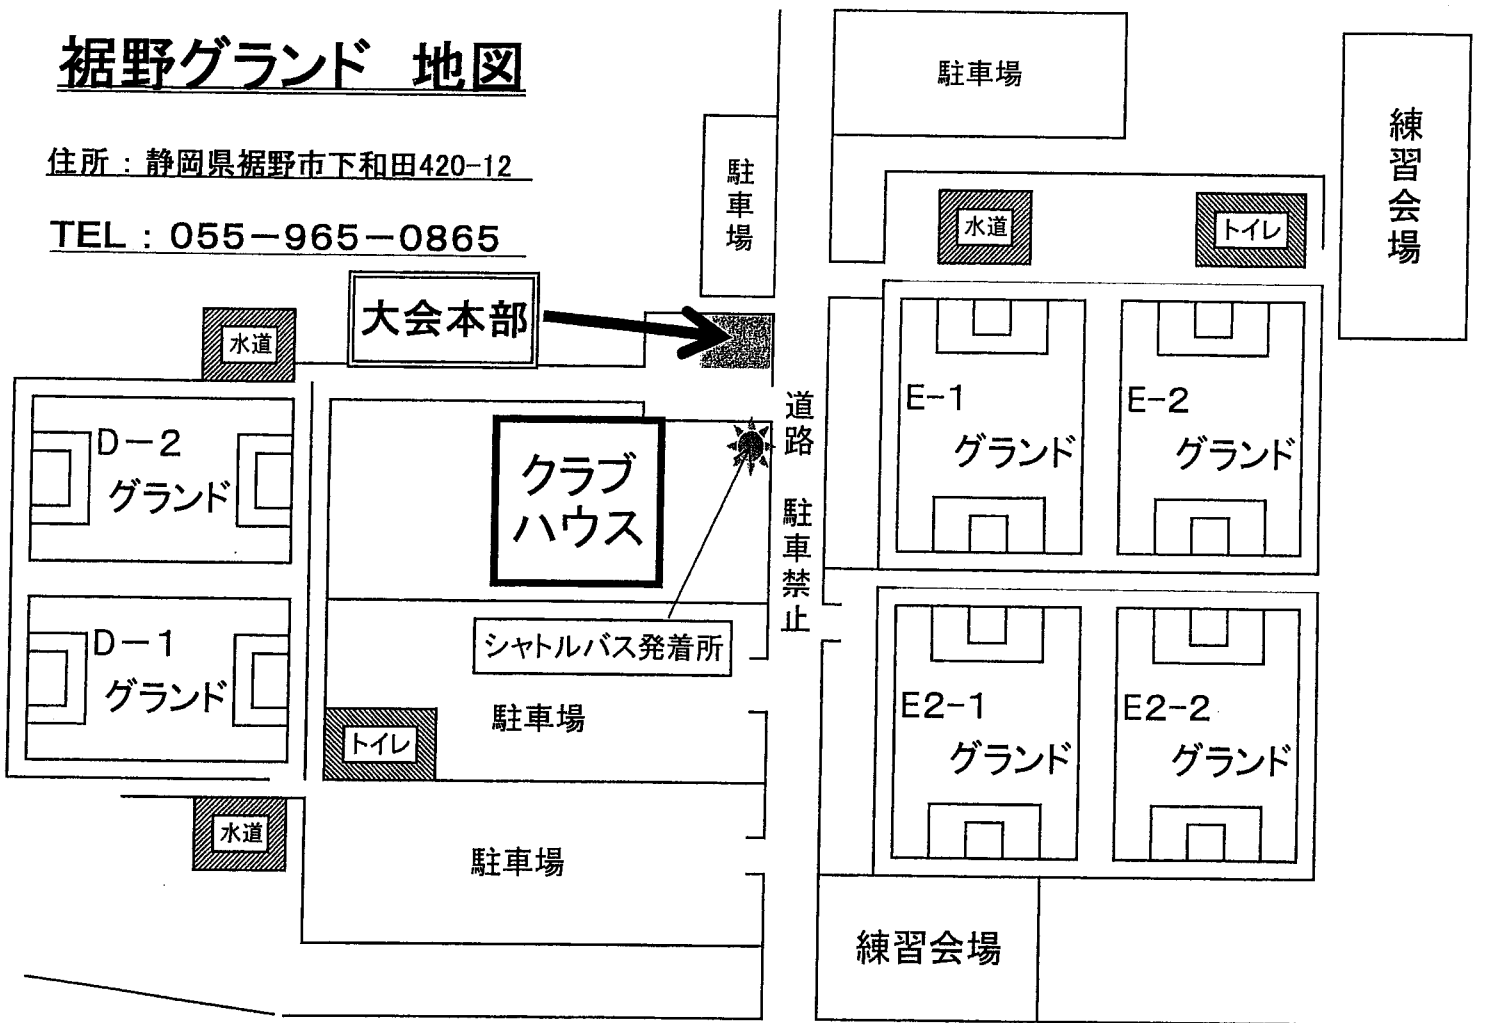 裾野グランド 地図
住所：静岡県裾野市下和田420-12
TEL：055－965－0865
駐車場
駐車場
練習会場
水道
トイレ
大会本部
水道
D－2
グランド
クラブ
ハウス
道路 駐車禁止
E-1
グランド
E-2
グランド
D－1
グランド
シャトルバス発着所
駐車場
トイレ
E2-1
グランド
E2-2
グランド
水道
駐車場
練習会場